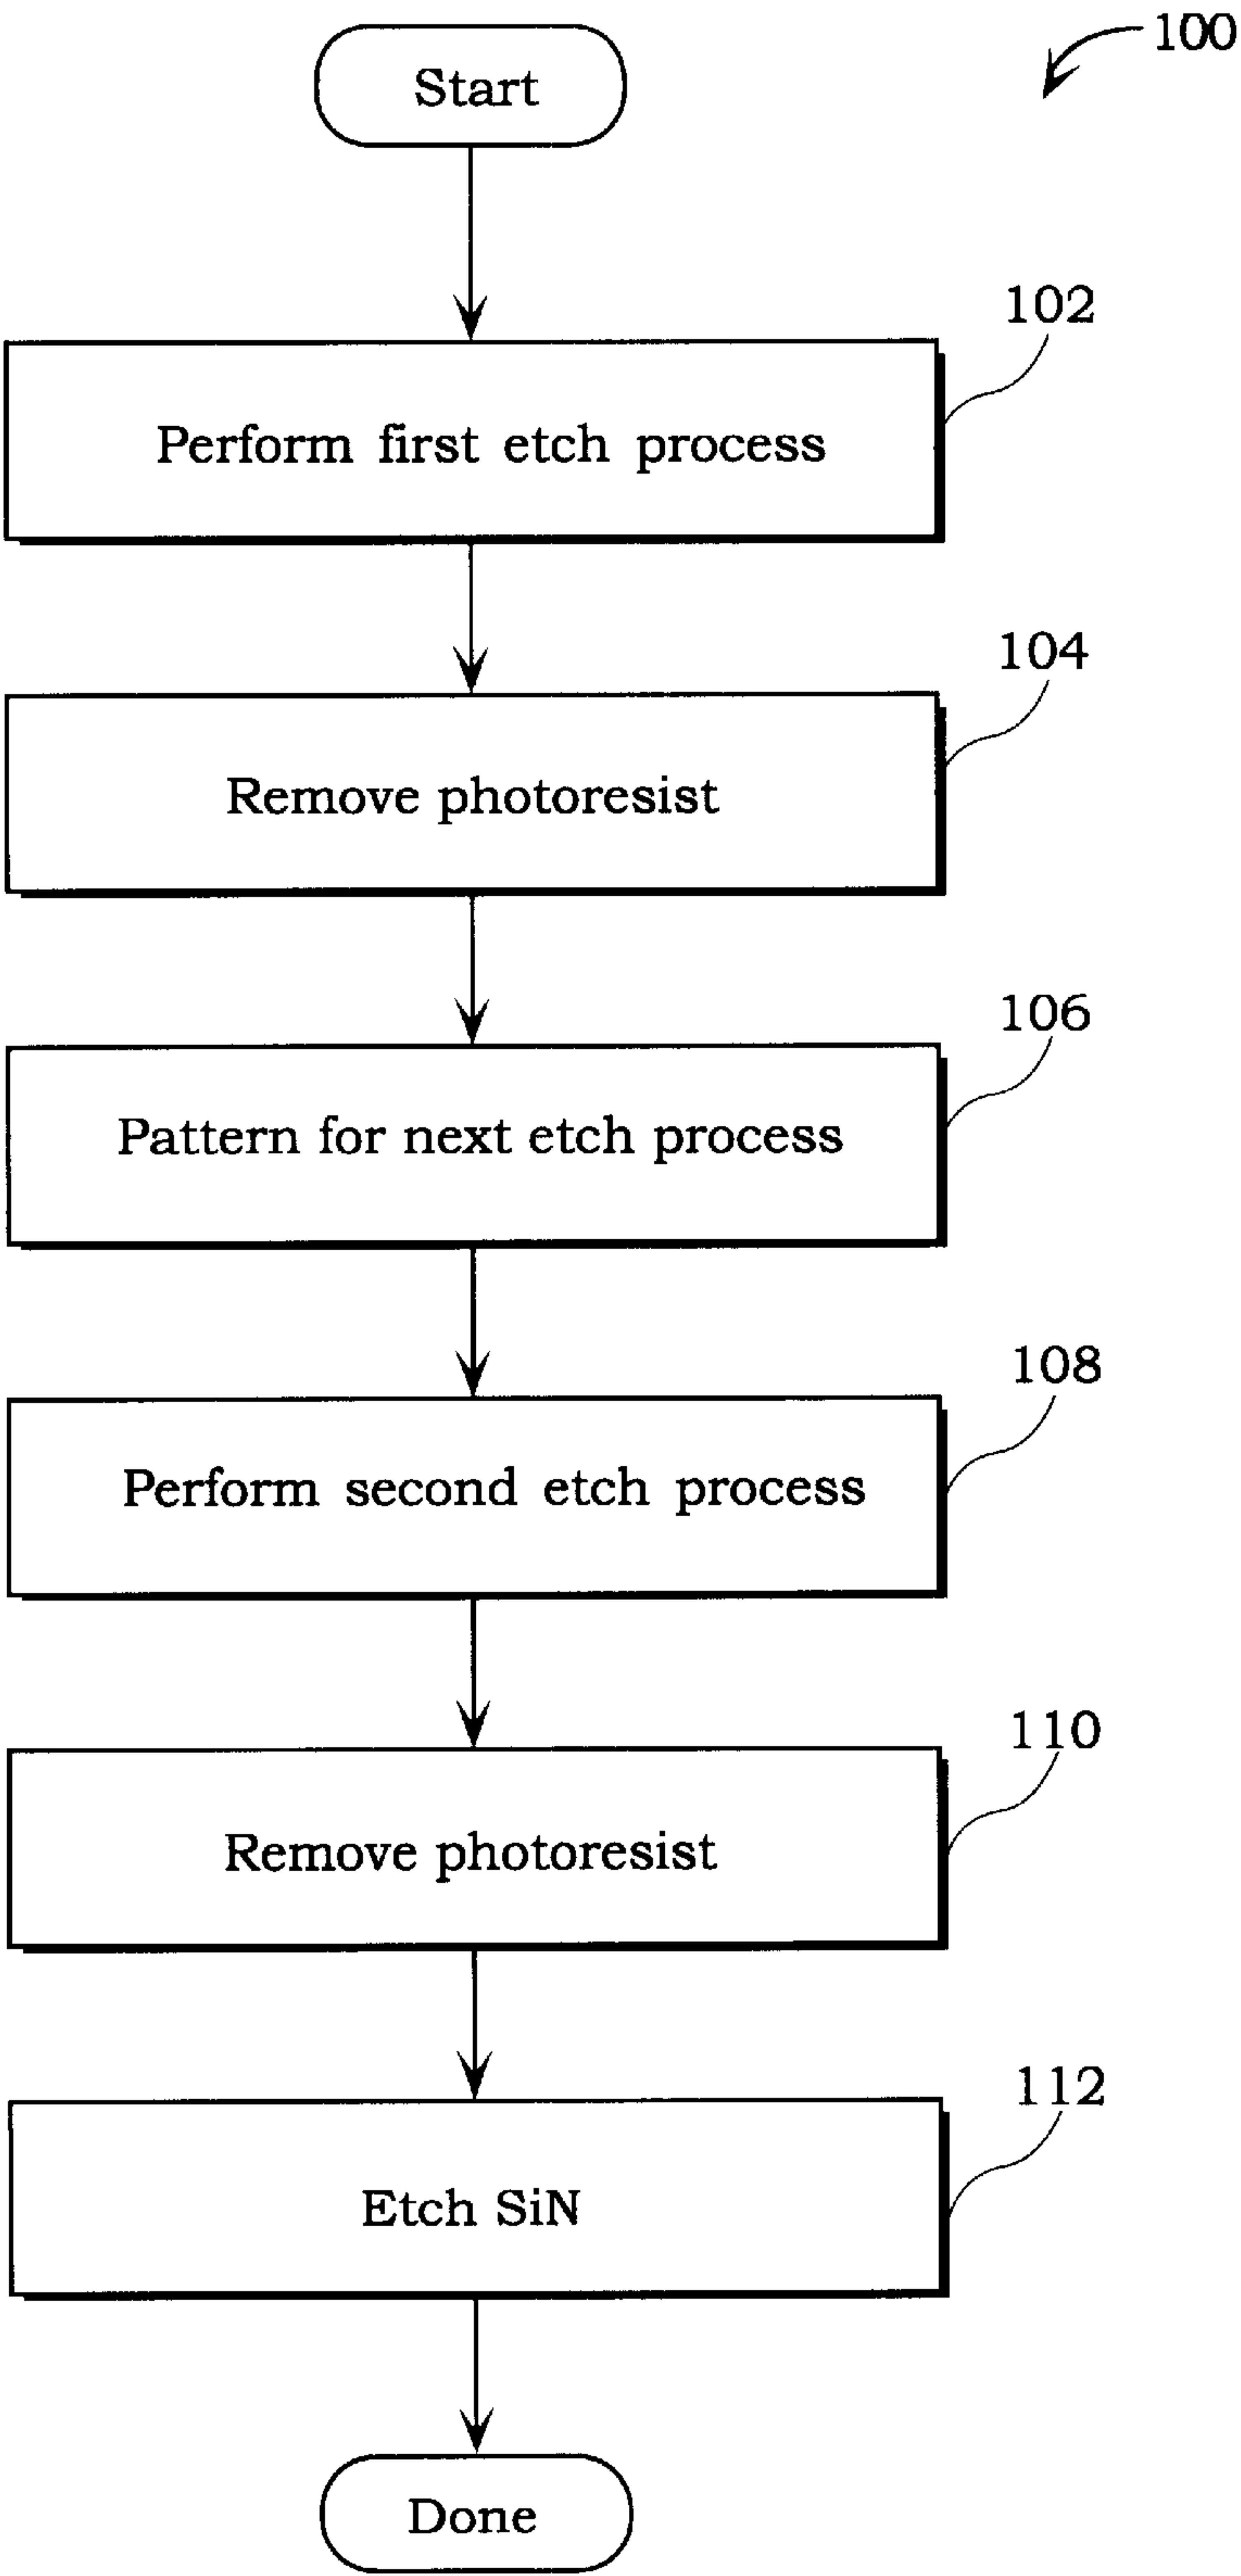 100
Start
102
Perform first etch process
104
Remove photoresist
106
Pattern for next etch process
108
Perform second etch process
110
Remove photoresist
112
Etch SiN
Done